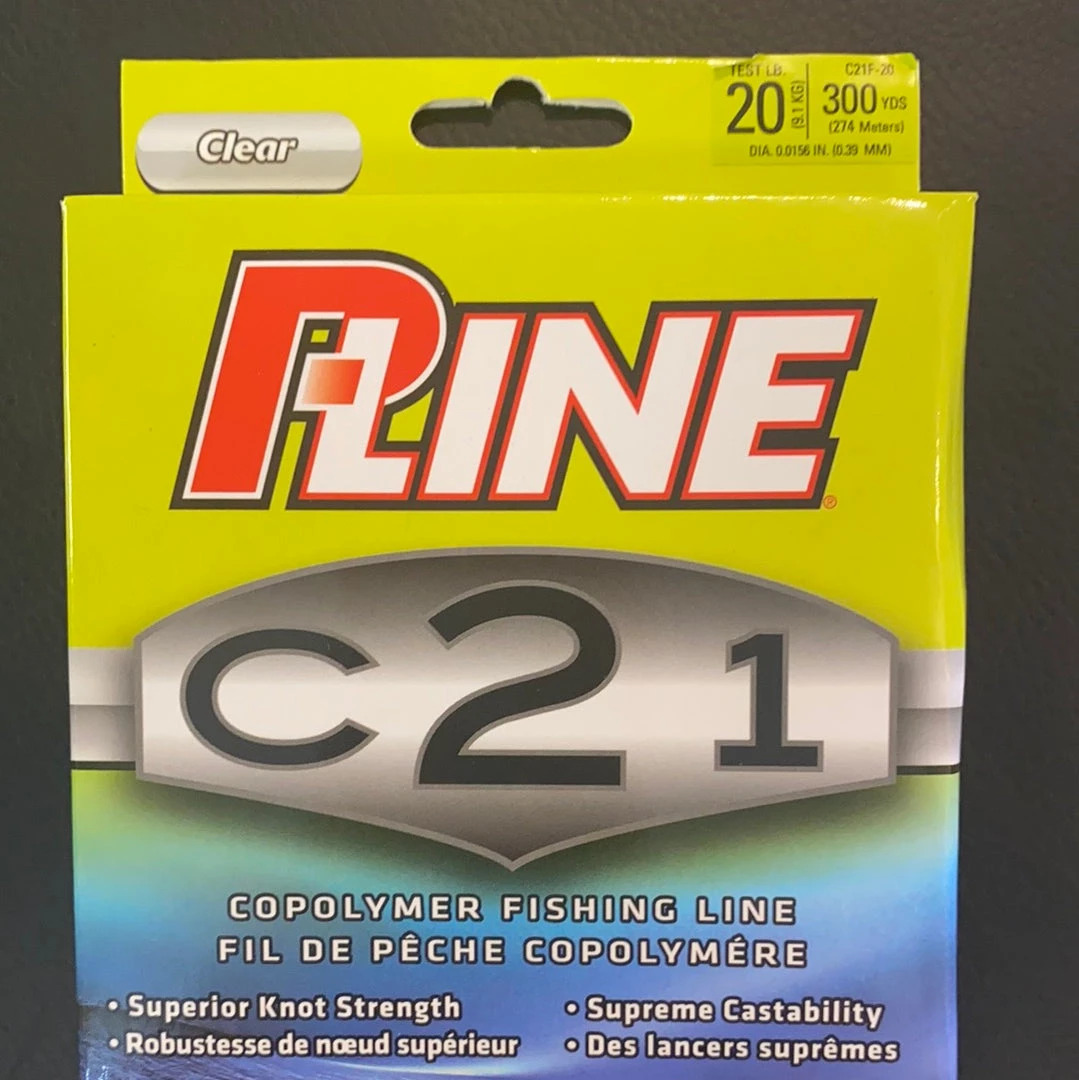 Clear
TEST LB. C21F-20
20 (9.1 KG) 300 YDS
(274 Meters)
DIA. 0.0156 IN. (0.39 MM)
P-LINE®
C21
COPOLYMER FISHING LINE
FIL DE PÊCHE COPOLYMÉRE
• Superior Knot Strength • Supreme Castability
• Robustesse de nœud supérieur • Des lancers suprêmes